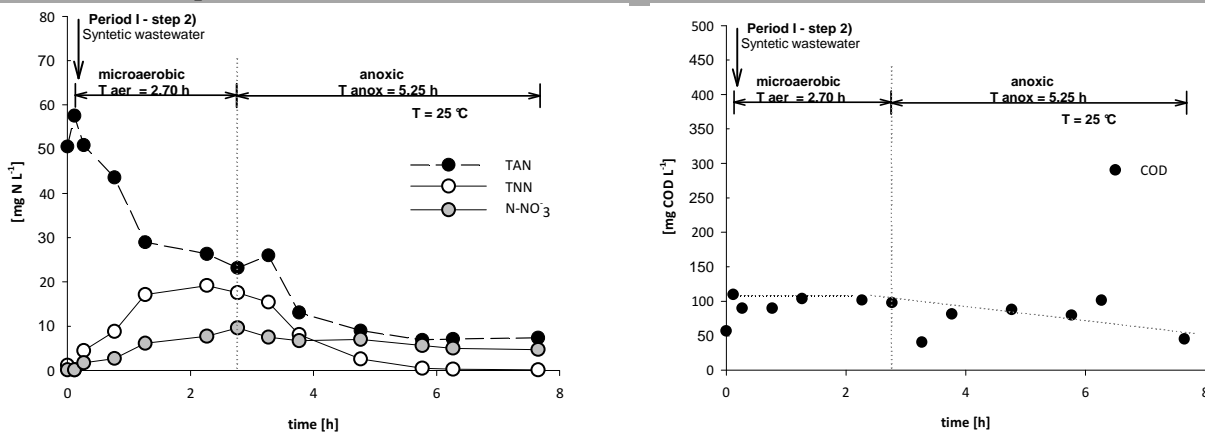 80
70
60
50
40
30
20
10
0
[mg N L-1]
Period I - step 2)
Syntetic wastewater
microaerobic
T aer = 2.70 h
anoxic
T anox = 5.25 h
T = 25 °C
TAN
TNN
N-NO-3
0 2 4 6 8
time [h]
500
450
400
350
300
250
200
150
100
50
0
[mg COD L-1]
Period I - step 2)
Syntetic wastewater
microaerobic
T aer = 2.70 h
anoxic
T anox = 5.25 h
T = 25 °C
COD
0 2 4 6 8
time [h]